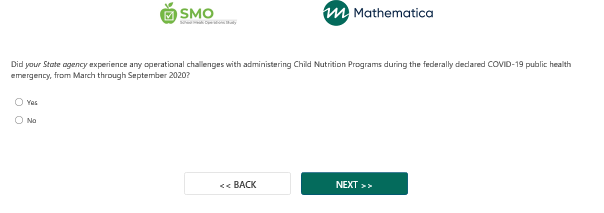 SMO
School Meals Operations Study
Mathematica
Did your State agency experience any operational challenges with administering Child Nutrition Programs during the federally declared COVID-19 public health
emergency, from March through September 2020?
Yes
No
<< BACK
NEXT >>